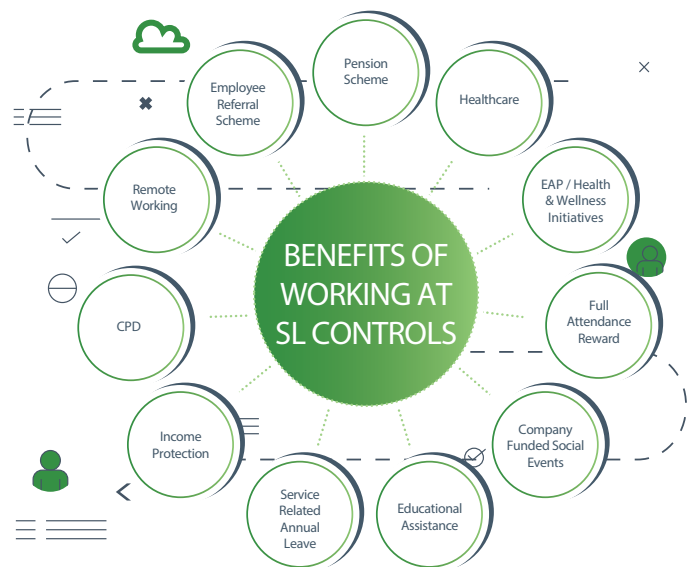 Pension
Scheme
Employee
Referral
Scheme
Healthcare
Remote
Working
EAP / Health
& Wellness
Initiatives
BENEFITS OF
WORKING AT
SL CONTROLS
CPD
Full
Attendance
Reward
Income
Protection
Company
Funded Social
Events
Service
Related
Annual
Leave
Educational
Assistance